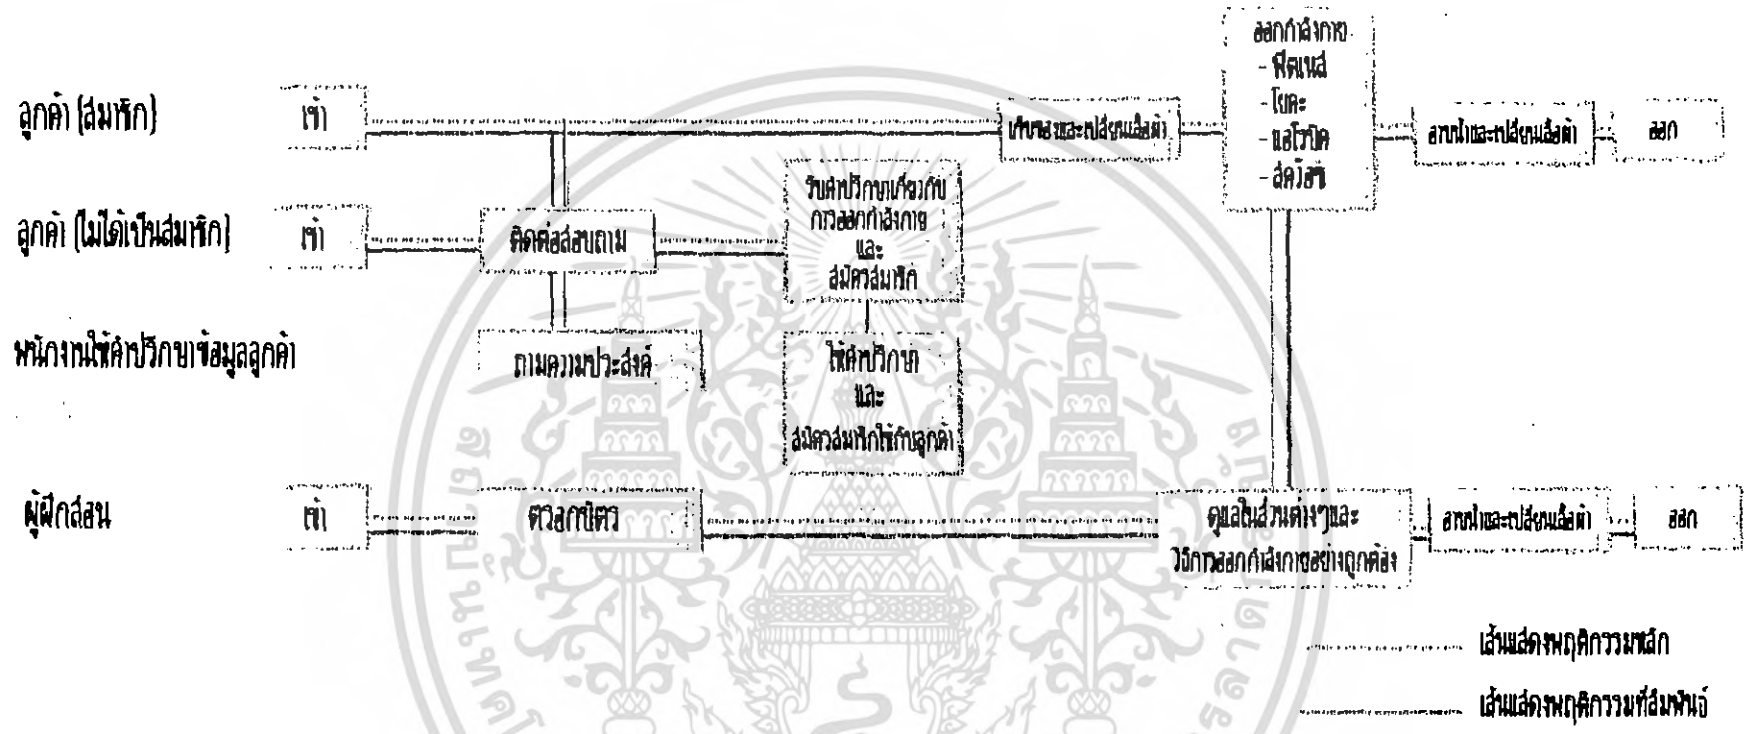 ออกกำลังกาย
- ฟิตเนส
- โยคะ
- แอโรบิค
- สควอช
ลูกค้า (สมาชิก)
เข้า
เก็บของและเปลี่ยนเสื้อผ้า
อาบน้ำและเปลี่ยนเสื้อผ้า
ออก
ลูกค้า (ไม่ได้เป็นสมาชิก)
เข้า
ติดต่อสอบถาม
รับคำปรึกษาเกี่ยวกับ
การออกกำลังกาย
และ
สมัครสมาชิก
พนักงานให้คำปรึกษาข้อมูลลูกค้า
ถามความประสงค์
ให้คำปรึกษา
และ
สมัครสมาชิกให้กับลูกค้า
ผู้ฝึกสอน
เข้า
ตรอกบัตร
ดูแลในส่วนต่างๆและ
วิธีการออกกำลังกายอย่างถูกต้อง
อาบน้ำและเปลี่ยนเสื้อผ้า
ออก
เส้นแสดงพฤติกรรมหลัก
เส้นแสดงพฤติกรรมที่สัมพันธ์